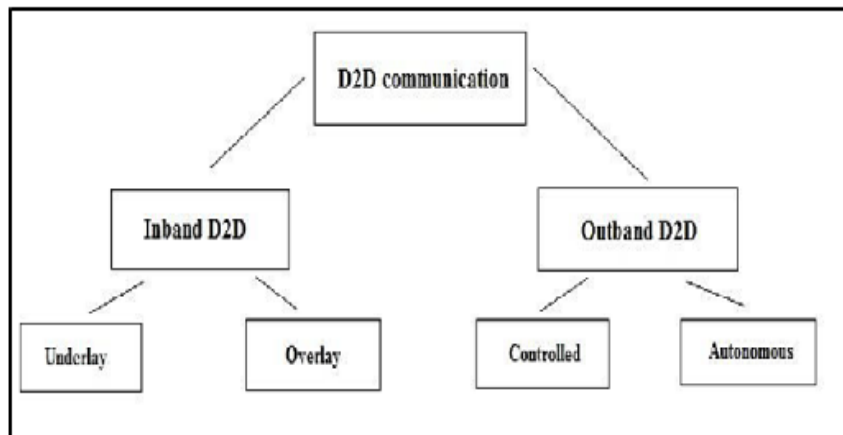 D2D communication
Inband D2D
Outband D2D
Underlay
Overlay
Controlled
Autonomous